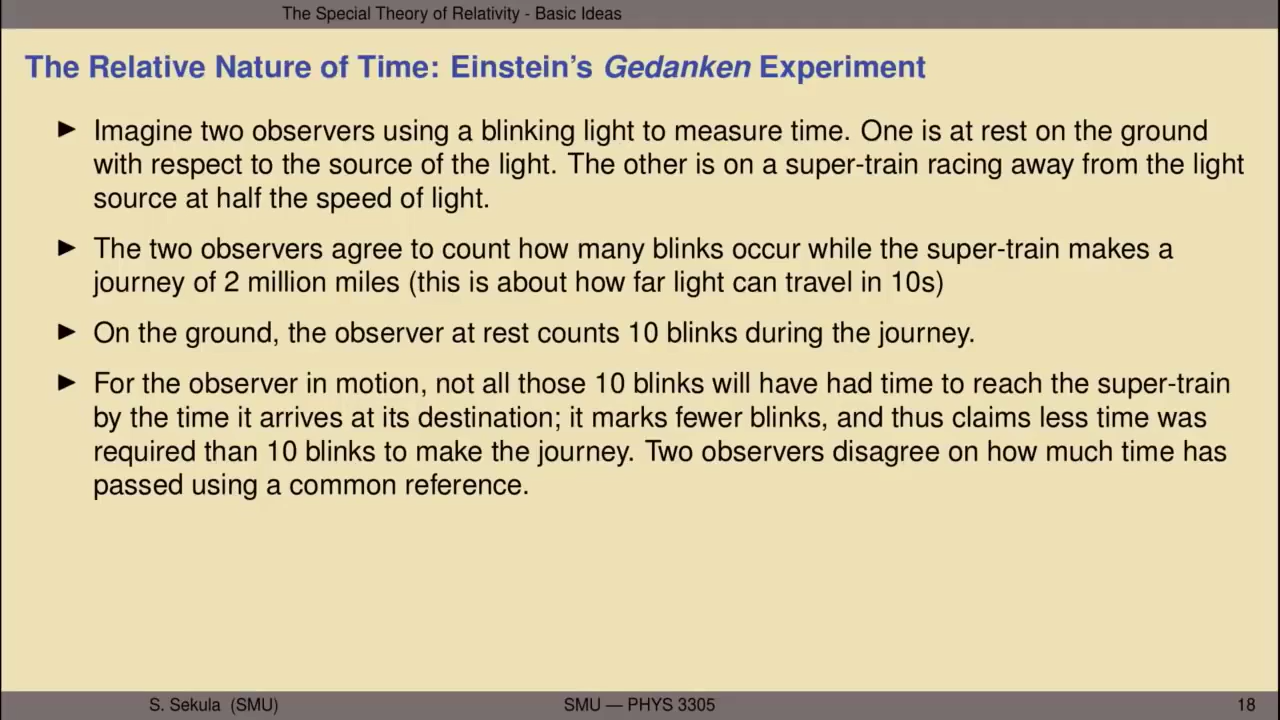 The Special Theory of Relativity - Basic Ideas
The Relative Nature of Time: Einstein's Gedanken Experiment
▶ Imagine two observers using a blinking light to measure time. One is at rest on the ground
with respect to the source of the light. The other is on a super-train racing away from the light
source at half the speed of light.
▶ The two observers agree to count how many blinks occur while the super-train makes a
journey of 2 million miles (this is about how far light can travel in 10s)
▶ On the ground, the observer at rest counts 10 blinks during the journey.
▶ For the observer in motion, not all those 10 blinks will have had time to reach the super-train
by the time it arrives at its destination; it marks fewer blinks, and thus claims less time was
required than 10 blinks to make the journey. Two observers disagree on how much time has
passed using a common reference.
S. Sekula (SMU) SMU — PHYS 3305 18